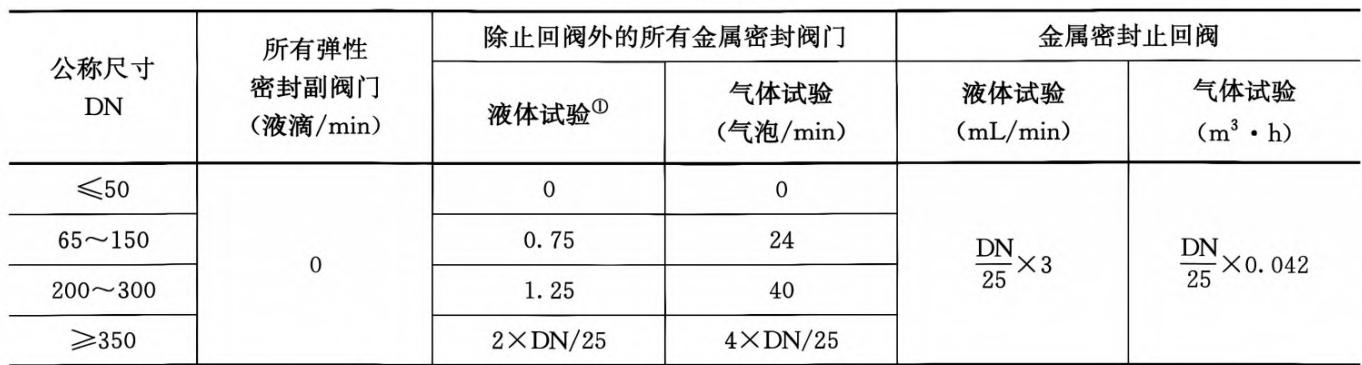 公称尺寸
DN
所有弹性
密封副阀门
(液滴/min)
除止回阀外的所有金属密封阀门
金属密封止回阀
液体试验①
气体试验
(气泡/min)
液体试验
(mL/min)
气体试验
(m³·h)
≤50
0
0
0
DN/25×3
DN/25×0.042
65～150
0.75
24
200～300
1.25
40
≥350
2×DN/25
4×DN/25